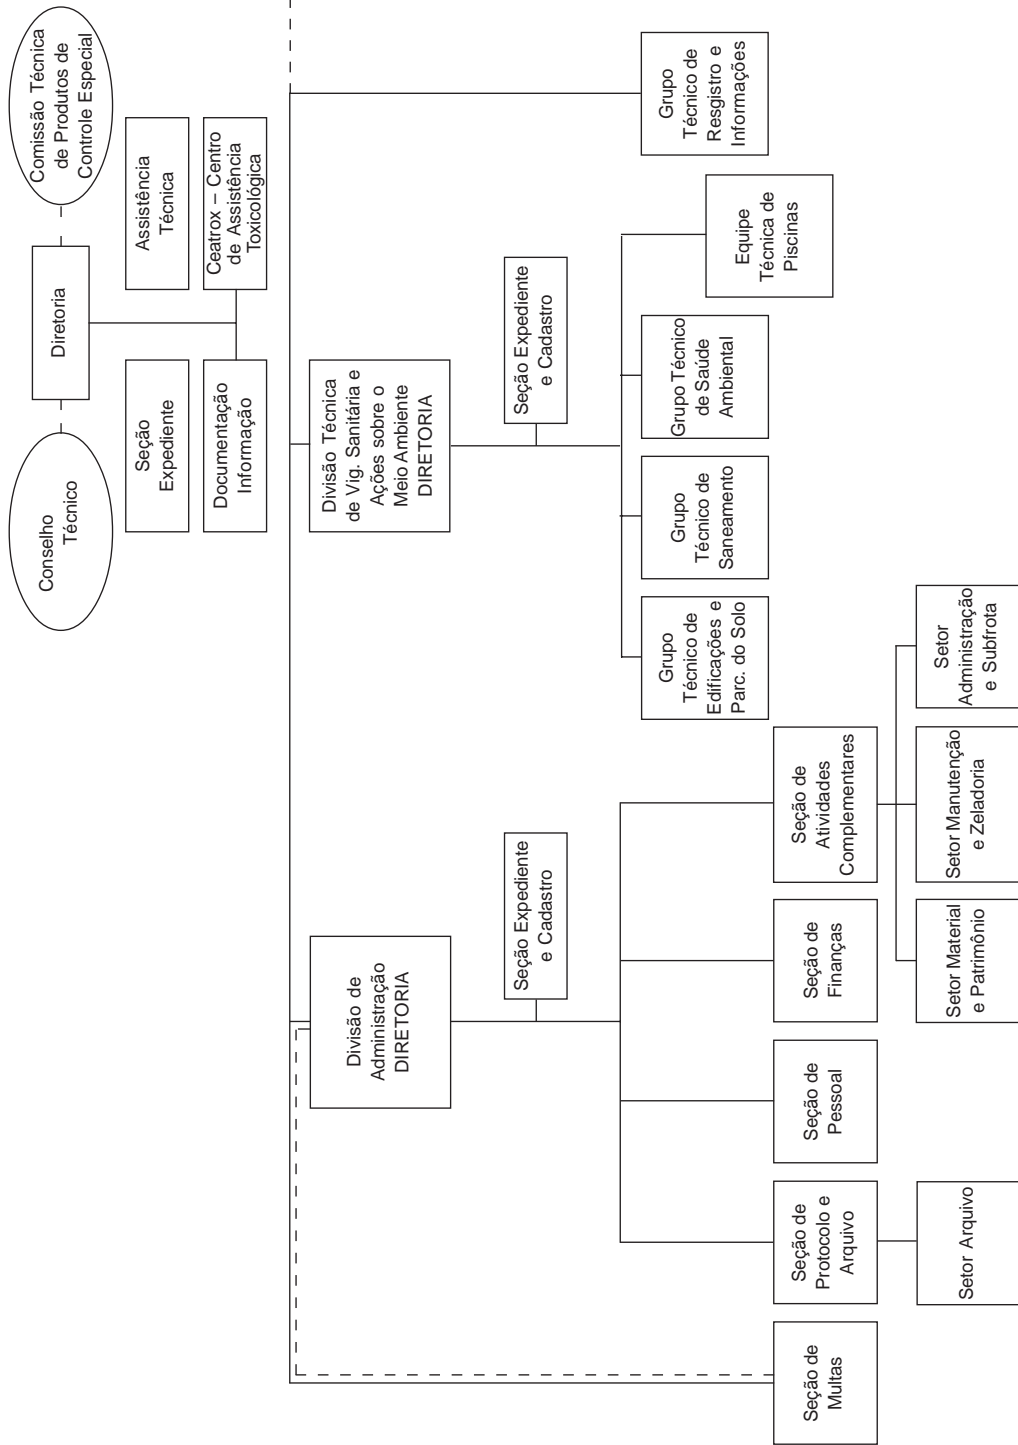 Conselho
Técnico
Diretoria
Comissão Técnica
de Produtos de
Controle Especial
Seção
Expediente
Assistência
Técnica
Documentação
Informação
Ceatrox – Centro
de Assistência
Toxicológica
Divisão de
Administração
DIRETORIA
Divisão Técnica
de Vig. Sanitária e
Ações sobre o
Meio Ambiente
DIRETORIA
Seção Expediente
e Cadastro
Seção Expediente
e Cadastro
Grupo
Técnico de
Edificações e
Parc. do Solo
Grupo
Técnico de
Saneamento
Grupo Técnico
de Saúde
Ambiental
Equipe
Técnica de
Piscinas
Grupo
Técnico de
Resgistro e
Informações
Seção de
Multas
Seção de
Protocolo e
Arquivo
Seção de
Pessoal
Seção de
Finanças
Seção de
Atividades
Complementares
Setor Arquivo
Setor Material
e Patrimônio
Setor Manutenção
e Zeladoria
Setor
Administração
e Subfrota